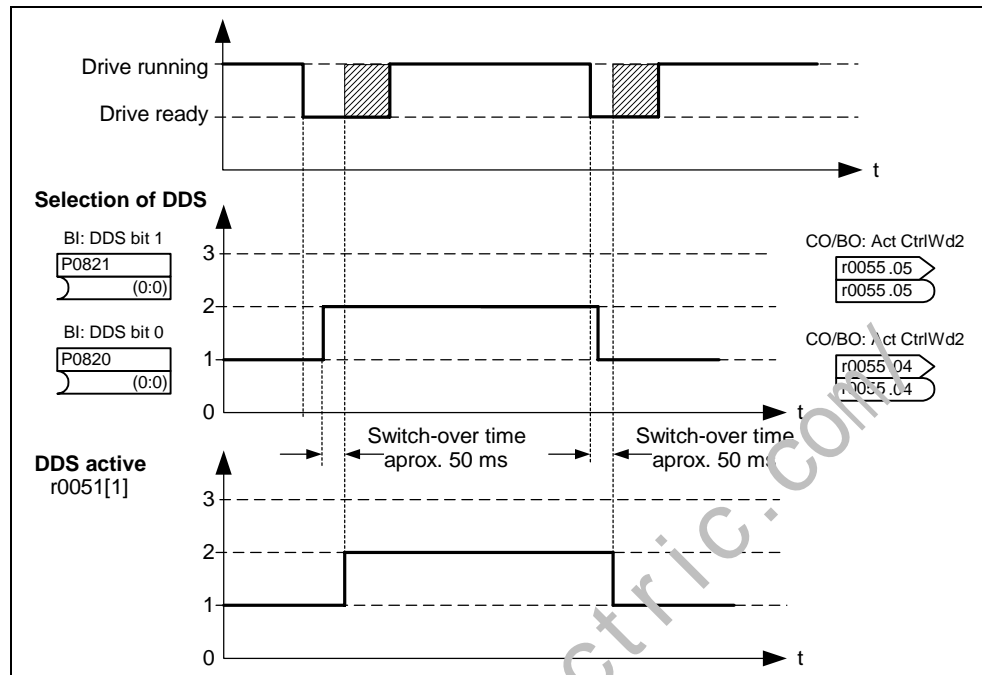 Drive running
Drive ready
t
Selection of DDS
BI: DDS bit 1
P0821
(0:0)
BI: DDS bit 0
P0820
(0:0)
3
2
1
0
t
CO/BO: Act CtrlWd2
r0055.05
r0055.05
CO/BO: Act CtrlWd2
r0055.04
r0055.04
Switch-over time
aprox. 50 ms
Switch-over time
aprox. 50 ms
DDS active
r0051[1]
3
2
1
0
t
ctric.com/